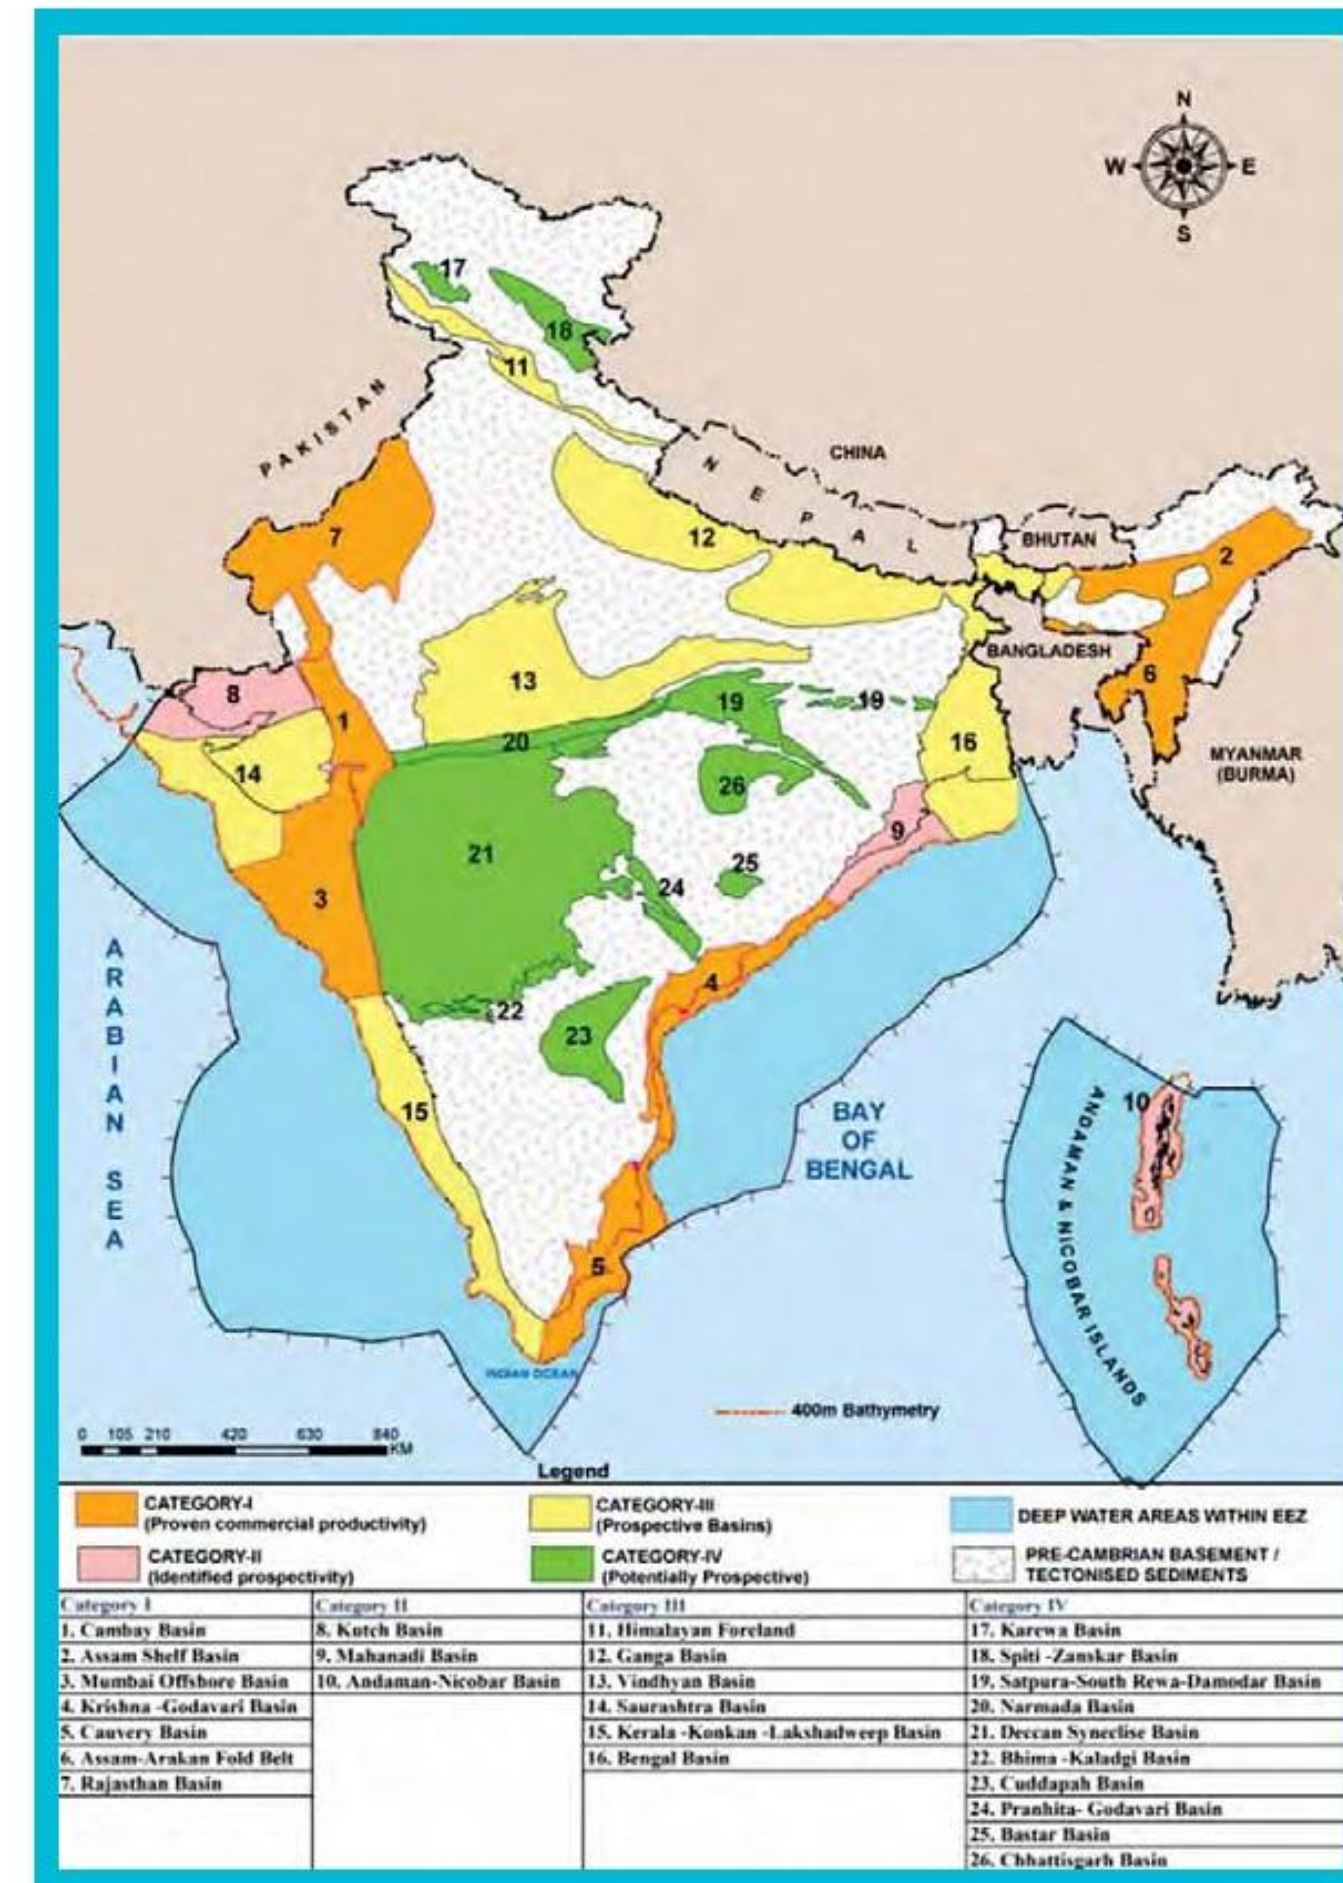 N
W E
S
17
18
11
PAKISTAN
CHINA
NEPAL
7
12
BHUTAN
2
BANGLADESH
6
8
13
19
19
1
20
16
MYANMAR
(BURMA)
14
26
9
21
25
3
24
ARABIAN SEA
4
22
23
15
BAY
OF
BENGAL
10
ANDAMAN & NICOBAR ISLANDS
5
INDIAN OCEAN
400m Bathymetry
0 105 210 420 630 840
KM
Legend
CATEGORY-I
(Proven commercial productivity)
CATEGORY-II
(Identified prospectivity)
CATEGORY-III
(Prospective Basins)
CATEGORY-IV
(Potentially Prospective)
DEEP WATER AREAS WITHIN EEZ
PRE-CAMBRIAN BASEMENT /
TECTONISED SEDIMENTS
Category I
1. Cambay Basin
2. Assam Shelf Basin
3. Mumbai Offshore Basin
4. Krishna -Godavari Basin
5. Cauvery Basin
6. Assam-Arakan Fold Belt
7. Rajasthan Basin
Category II
8. Kutch Basin
9. Mahanadi Basin
10. Andaman-Nicobar Basin
Category III
11. Himalayan Foreland
12. Ganga Basin
13. Vindhyan Basin
14. Saurashtra Basin
15. Kerala -Konkan -Lakshadweep Basin
16. Bengal Basin
Category IV
17. Karewa Basin
18. Spiti -Zanskar Basin
19. Satpura-South Rewa-Damodar Basin
20. Narmada Basin
21. Deccan Syneclise Basin
22. Bhima -Kaladgi Basin
23. Cuddapah Basin
24. Pranhita- Godavari Basin
25. Bastar Basin
26. Chhattisgarh Basin